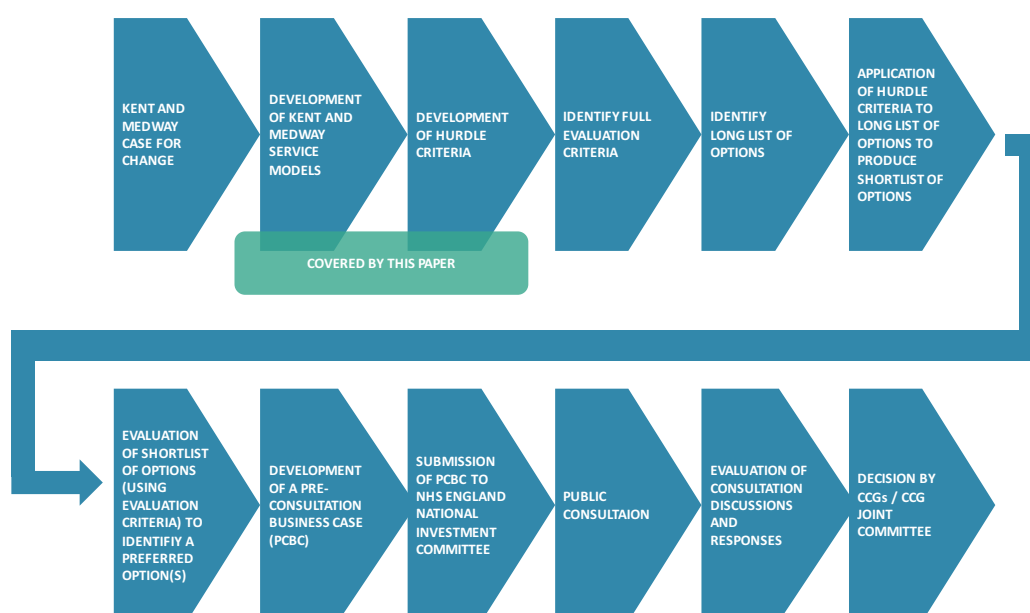 KENT AND
MEDWAY
CASE FOR
CHANGE
DEVELOPMENT
OF KENT AND
MEDWAY
SERVICE
MODELS
DEVELOPMENT
OF HURDLE
CRITERIA
IDENTIFY FULL
EVALUATION
CRITERIA
IDENTIFY
LONG LIST OF
OPTIONS
APPLICATION
OF HURDLE
CRITERIA TO
LONG LIST OF
OPTIONS TO
PRODUCE
SHORTLIST OF
OPTIONS
COVERED BY THIS PAPER
EVALUATION
OF SHORTLIST
OF OPTIONS
(USING
EVALUATION
CRITERIA) TO
IDENTIFIY A
PREFERRED
OPTION(S)
DEVELOPMENT
OF A PRE-
CONSULTATION
BUSINESS CASE
(PCBC)
SUBMISSION
OF PCBC TO
NHS ENGLAND
NATIONAL
INVESTMENT
COMMITTEE
PUBLIC
CONSULTAION
EVALUATION OF
CONSULTATION
DISCUSSIONS
AND
RESPONSES
DECISION BY
CCGs / CCG
JOINT
COMMITTEE